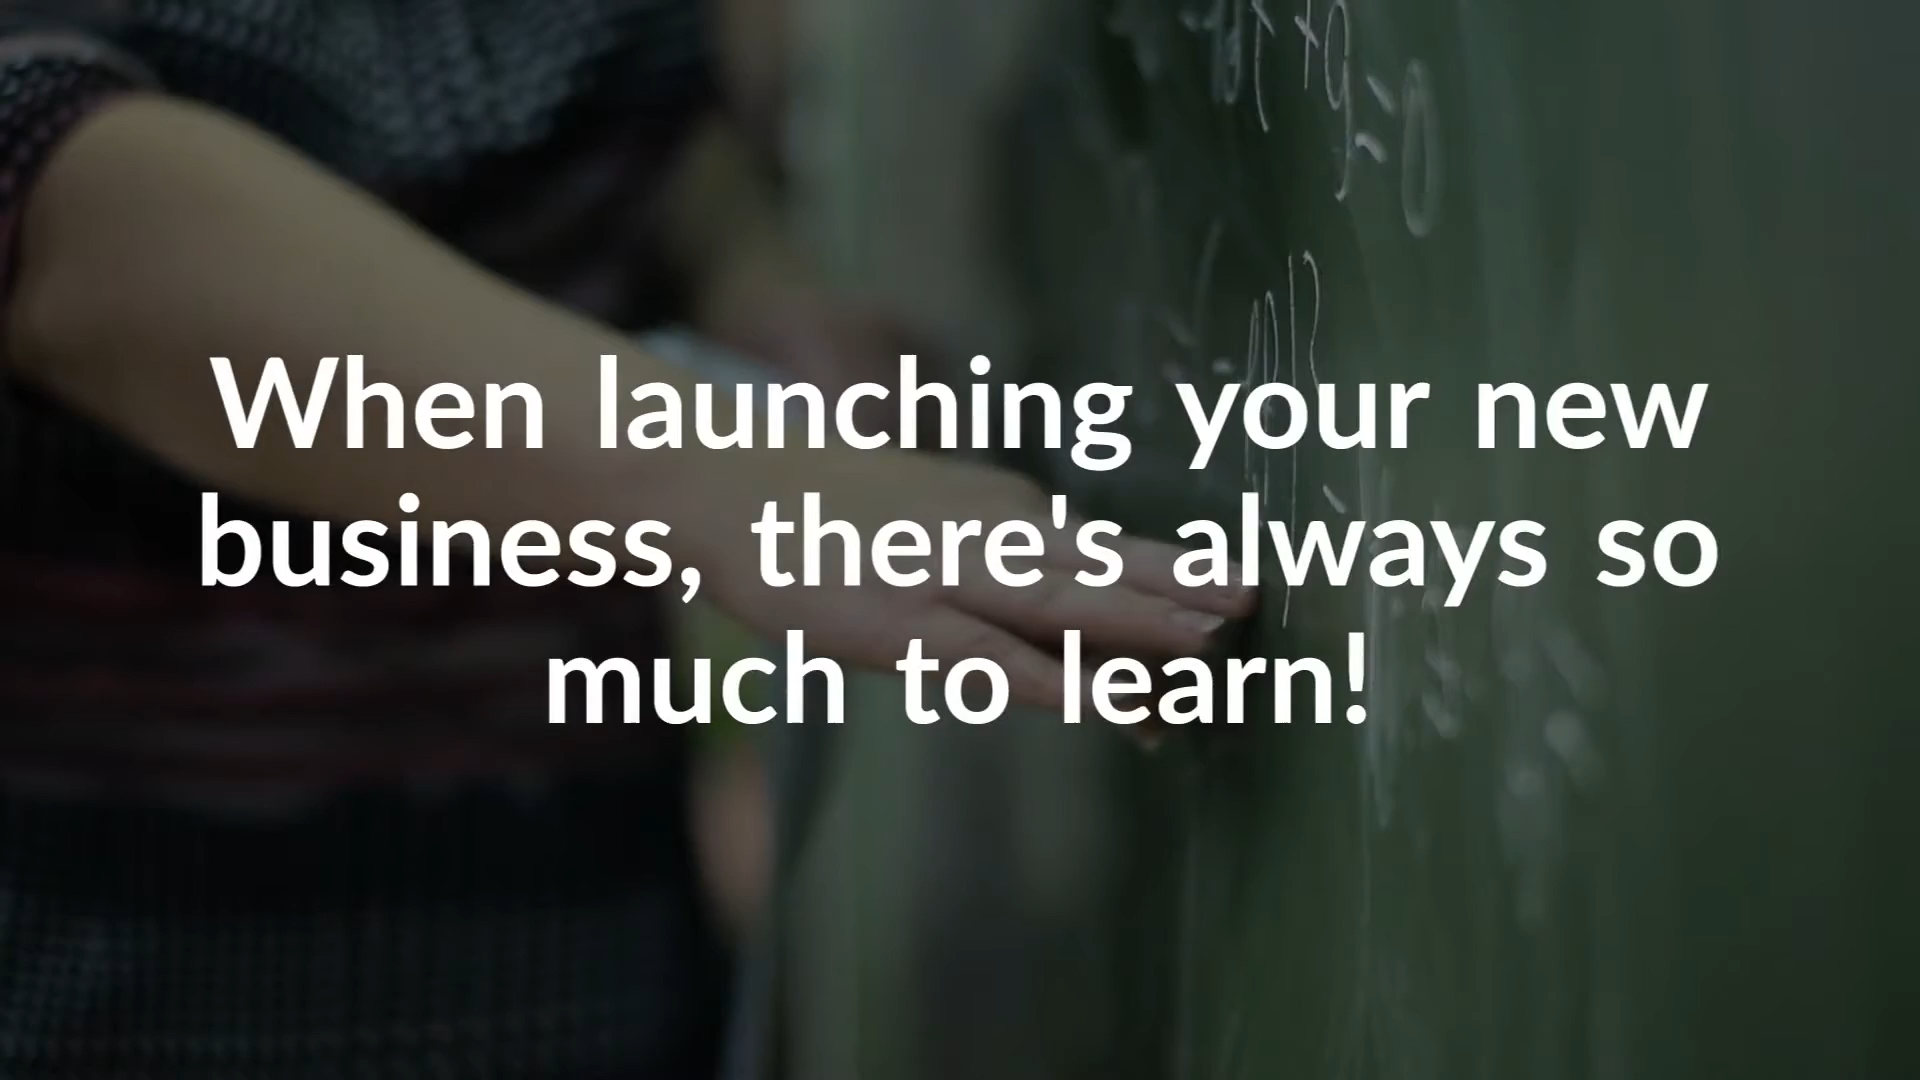 When launching your new
business, there's always so
much to learn!